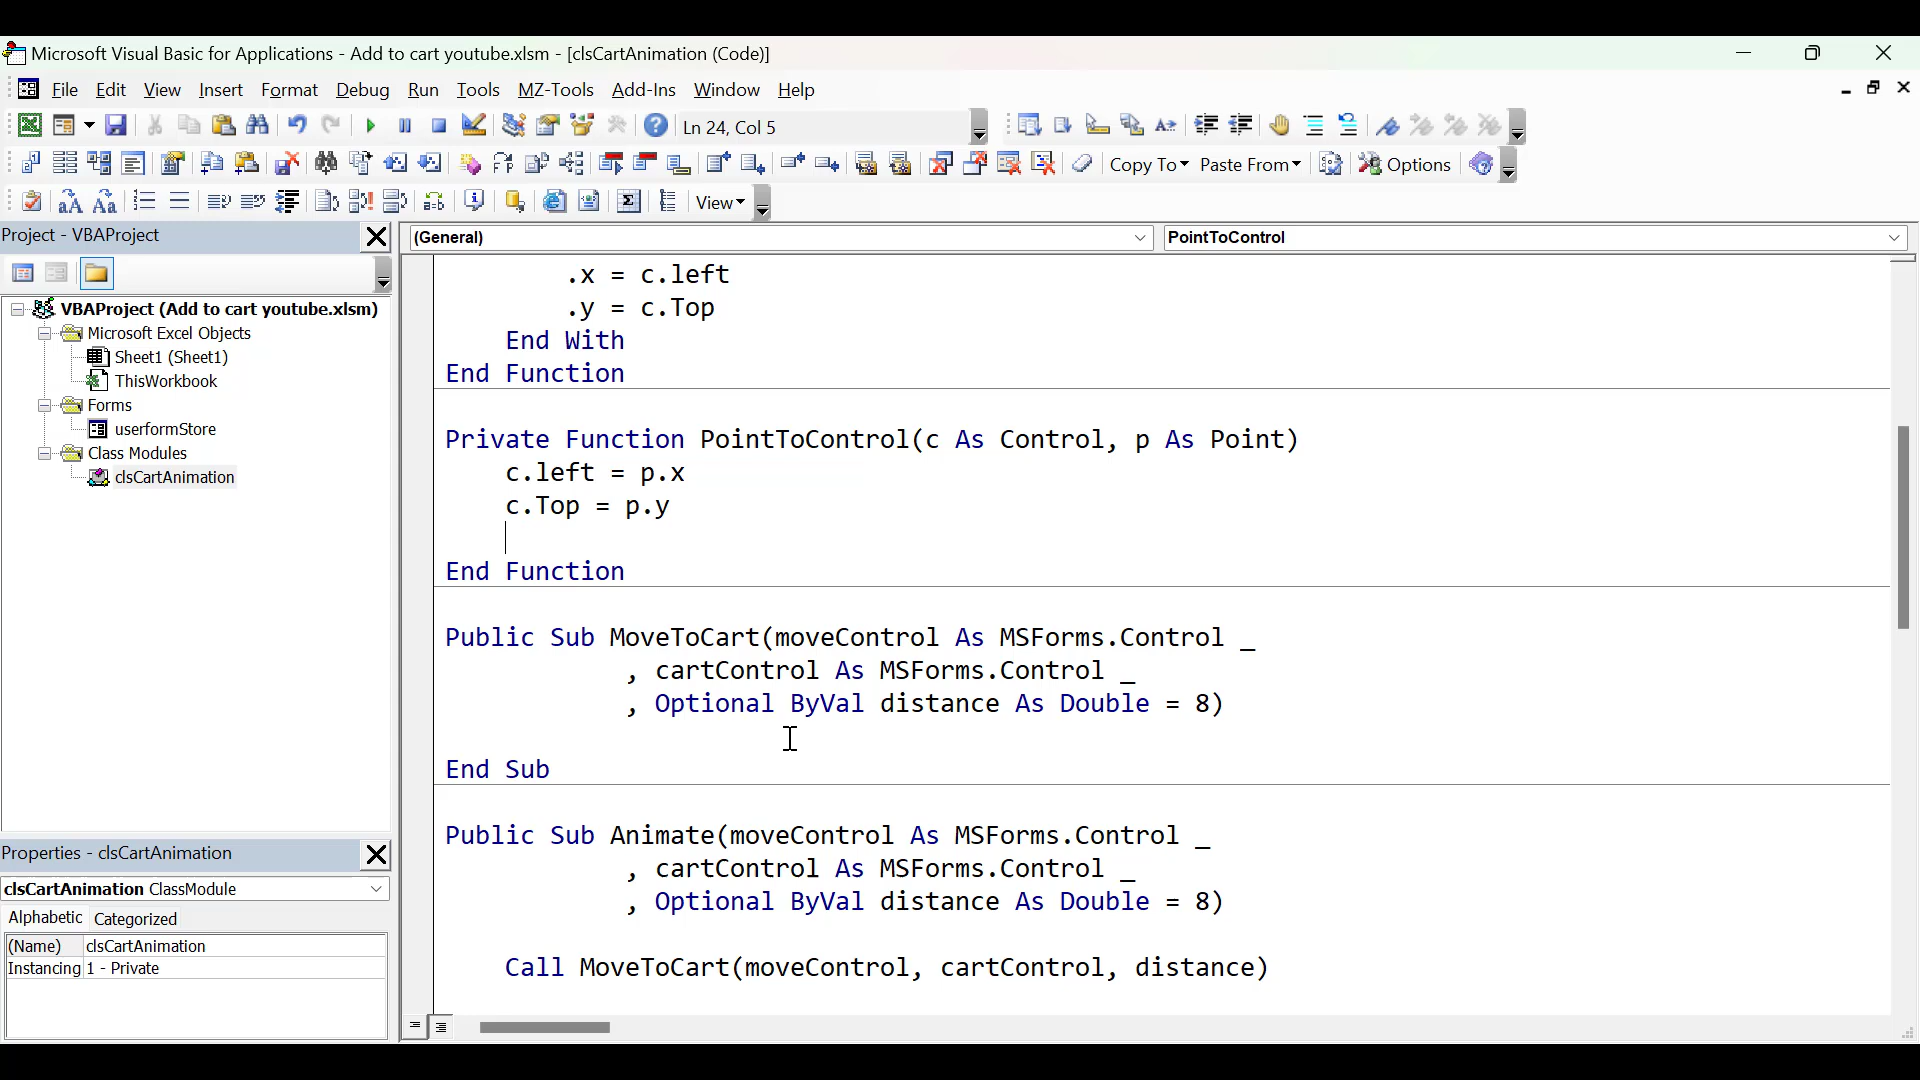 Microsoft Visual Basic for Applications - Add to cart youtube.xlsm - [clsCartAnimation (Code)]
File Edit View Insert Format Debug Run Tools MZ-Tools Add-Ins Window Help
Ln 24, Col 5
Copy To Paste From Options
View
Project - VBAProject
(General) PointToControl
VBAProject (Add to cart youtube.xlsm)
Microsoft Excel Objects
Sheet1 (Sheet1)
ThisWorkbook
Forms
userformStore
Class Modules
clsCartAnimation
Properties - clsCartAnimation
clsCartAnimation ClassModule
Alphabetic Categorized
(Name) clsCartAnimation
Instancing 1 - Private
.x = c.left
.y = c.Top
End With
End Function
Private Function PointToControl(c As Control, p As Point)
c.left = p.x
c.Top = p.y
End Function
Public Sub MoveToCart(moveControl As MSForms.Control _
, cartControl As MSForms.Control _
, Optional ByVal distance As Double = 8)
End Sub
Public Sub Animate(moveControl As MSForms.Control _
, cartControl As MSForms.Control _
, Optional ByVal distance As Double = 8)
Call MoveToCart(moveControl, cartControl, distance)